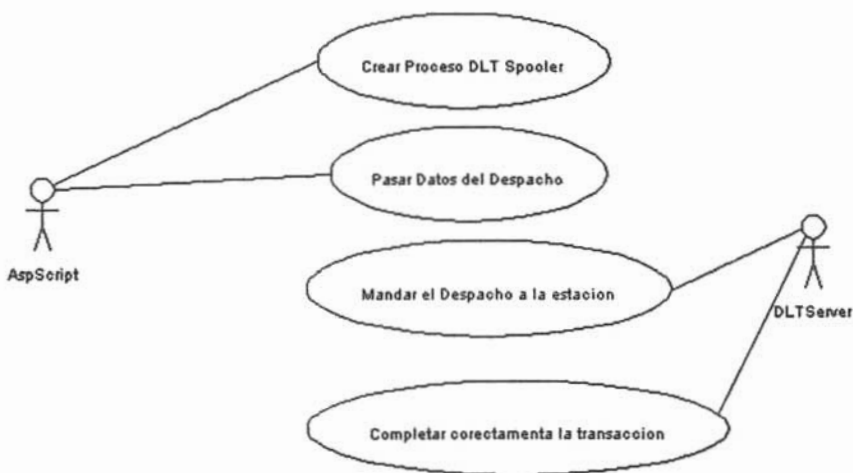 Crear Proceso DLT Spooler
Pasar Datos del Despacho
AspScript
Mandar el Despacho a la estacion
DLTServer
Completar corectamenta la transaccion